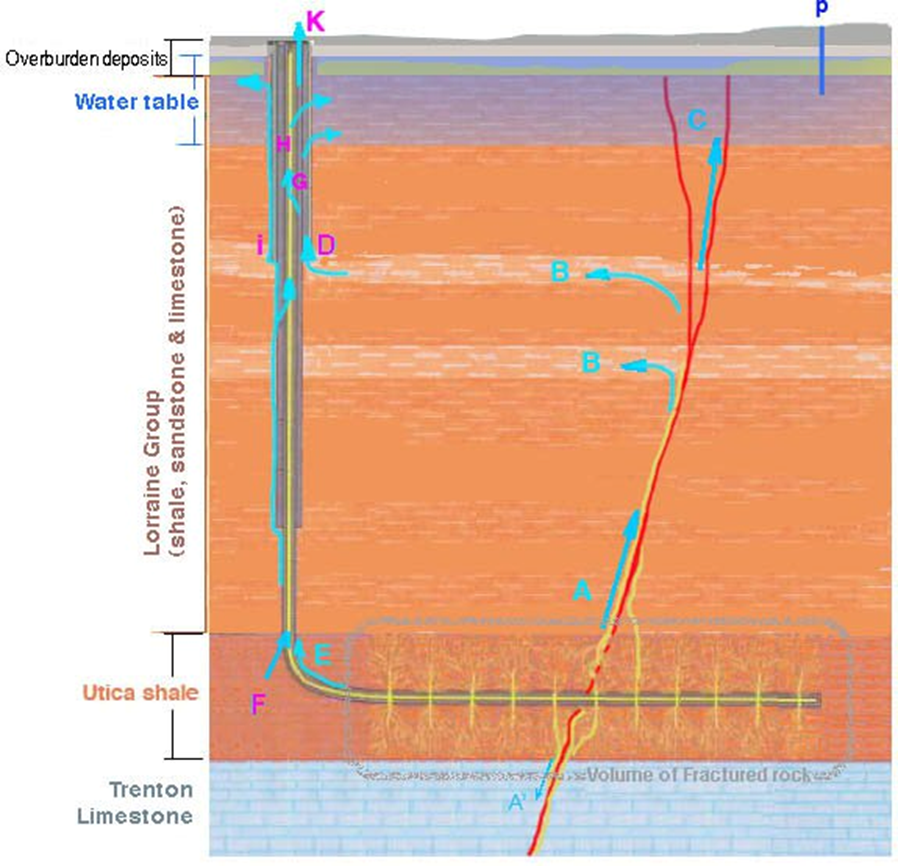 K
p
Overburden deposits
Water table
C
H
G
i
D
B
B
Lorraine Group
(shale, sandstone & limestone)
A
E
F
Utica shale
Volume of Fractured rock
A'
Trenton
Limestone